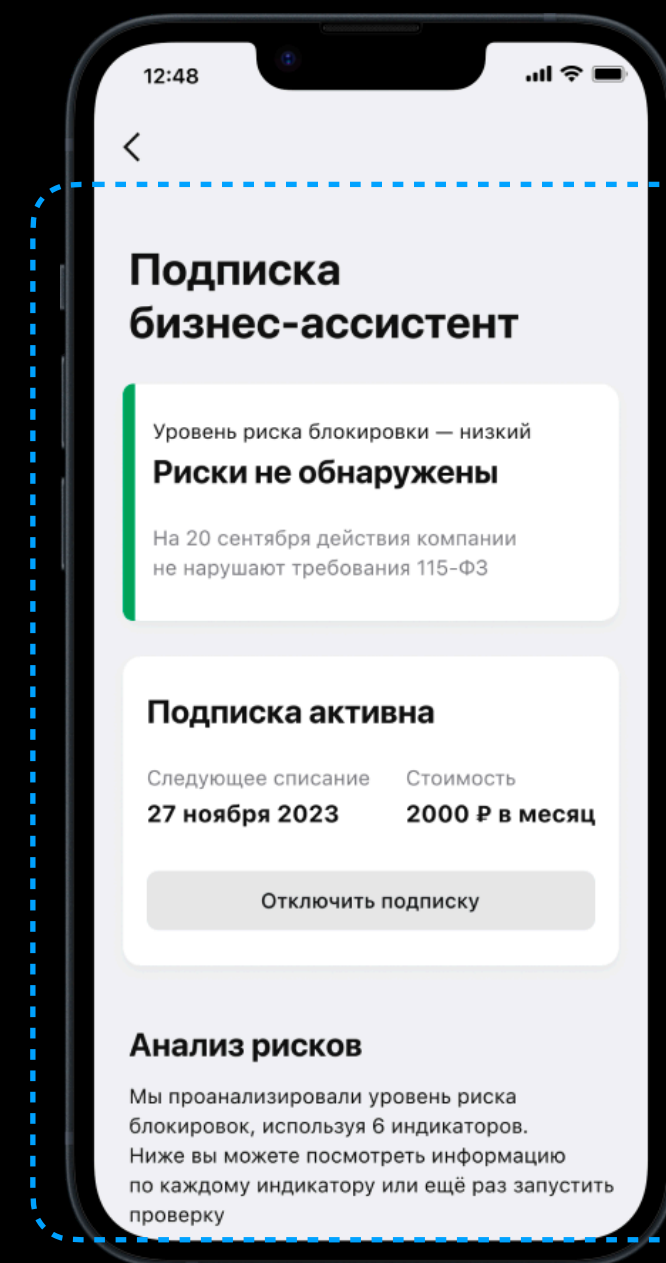 12:48
Подписка
бизнес-ассистент
Уровень риска блокировки — низкий
Риски не обнаружены
На 20 сентября действия компании
не нарушают требования 115-ФЗ
Подписка активна
Следующее списание Стоимость
27 ноября 2023 2000 ₽ в месяц
Отключить подписку
Анализ рисков
Мы проанализировали уровень риска
блокировок, используя 6 индикаторов.
Ниже вы можете посмотреть информацию
по каждому индикатору или ещё раз запустить
проверку